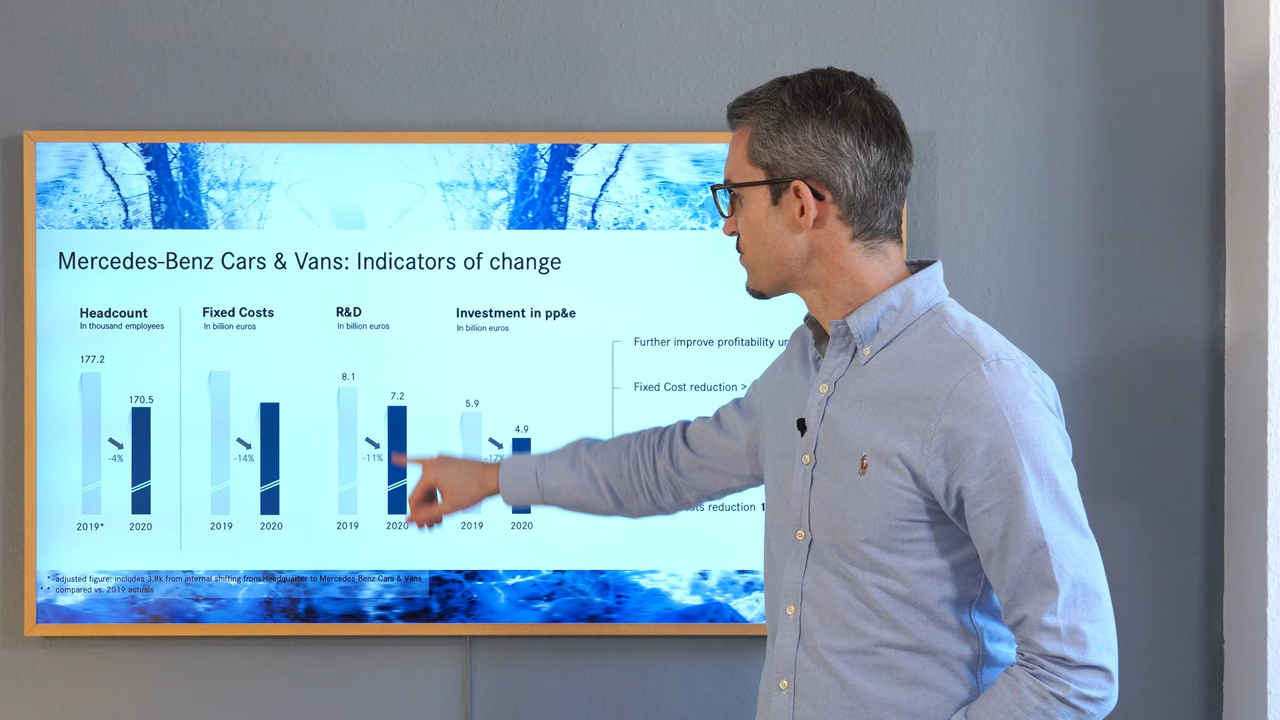 Mercedes-Benz Cars & Vans: Indicators of change
Headcount
In thousand employees
177.2
170.5
-4%
2019*
2020
Fixed Costs
In billion euros
-14%
2019
2020
R&D
In billion euros
8.1
7.2
-11%
2019
2020
Investment in pp&e
In billion euros
5.9
4.9
-17%
2019
2020
Further improve profitability
Fixed Cost reduction >
reduction 1
* adjusted figure: includes 3.8k from internal shifting from Headquarter to Mercedes-Benz Cars & Vans
** compared vs. 2019 actuals